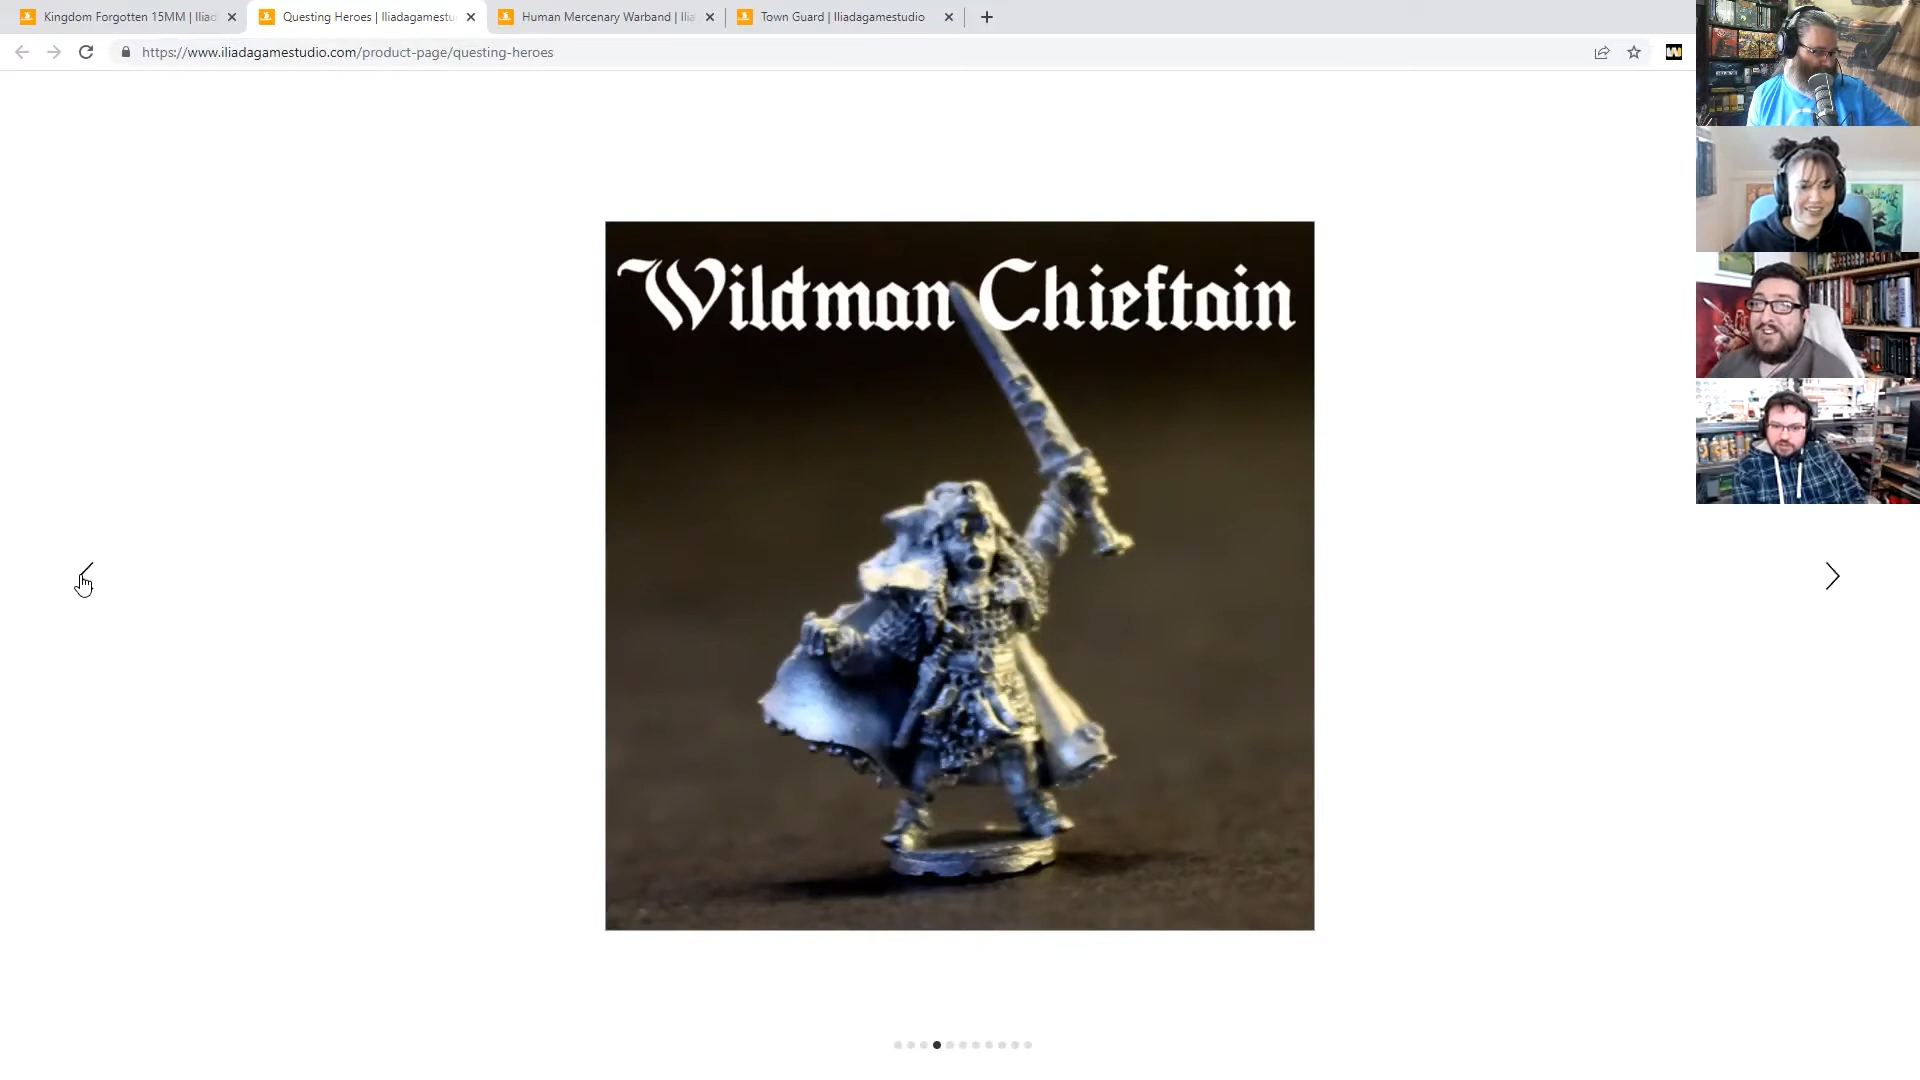 Kingdom Forgotten 15MM | Iliad
Questing Heroes | Iliadagamestu
Human Mercenary Warband | Ilia
Town Guard | Iliadagamestudio
https://www.iliadagamestudio.com/product-page/questing-heroes
Wildman Chieftain